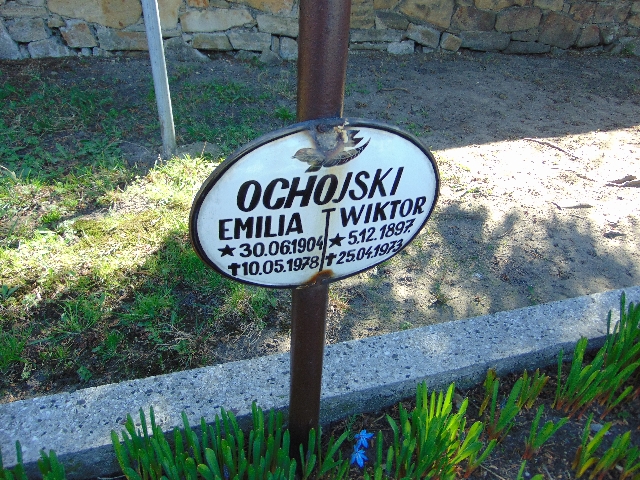 OCHOJSKI
EMILIA WIKTOR
★ 30.06.1904 ★ 5.12.1897
✝ 10.05.1978 ✝ 25.04.1973